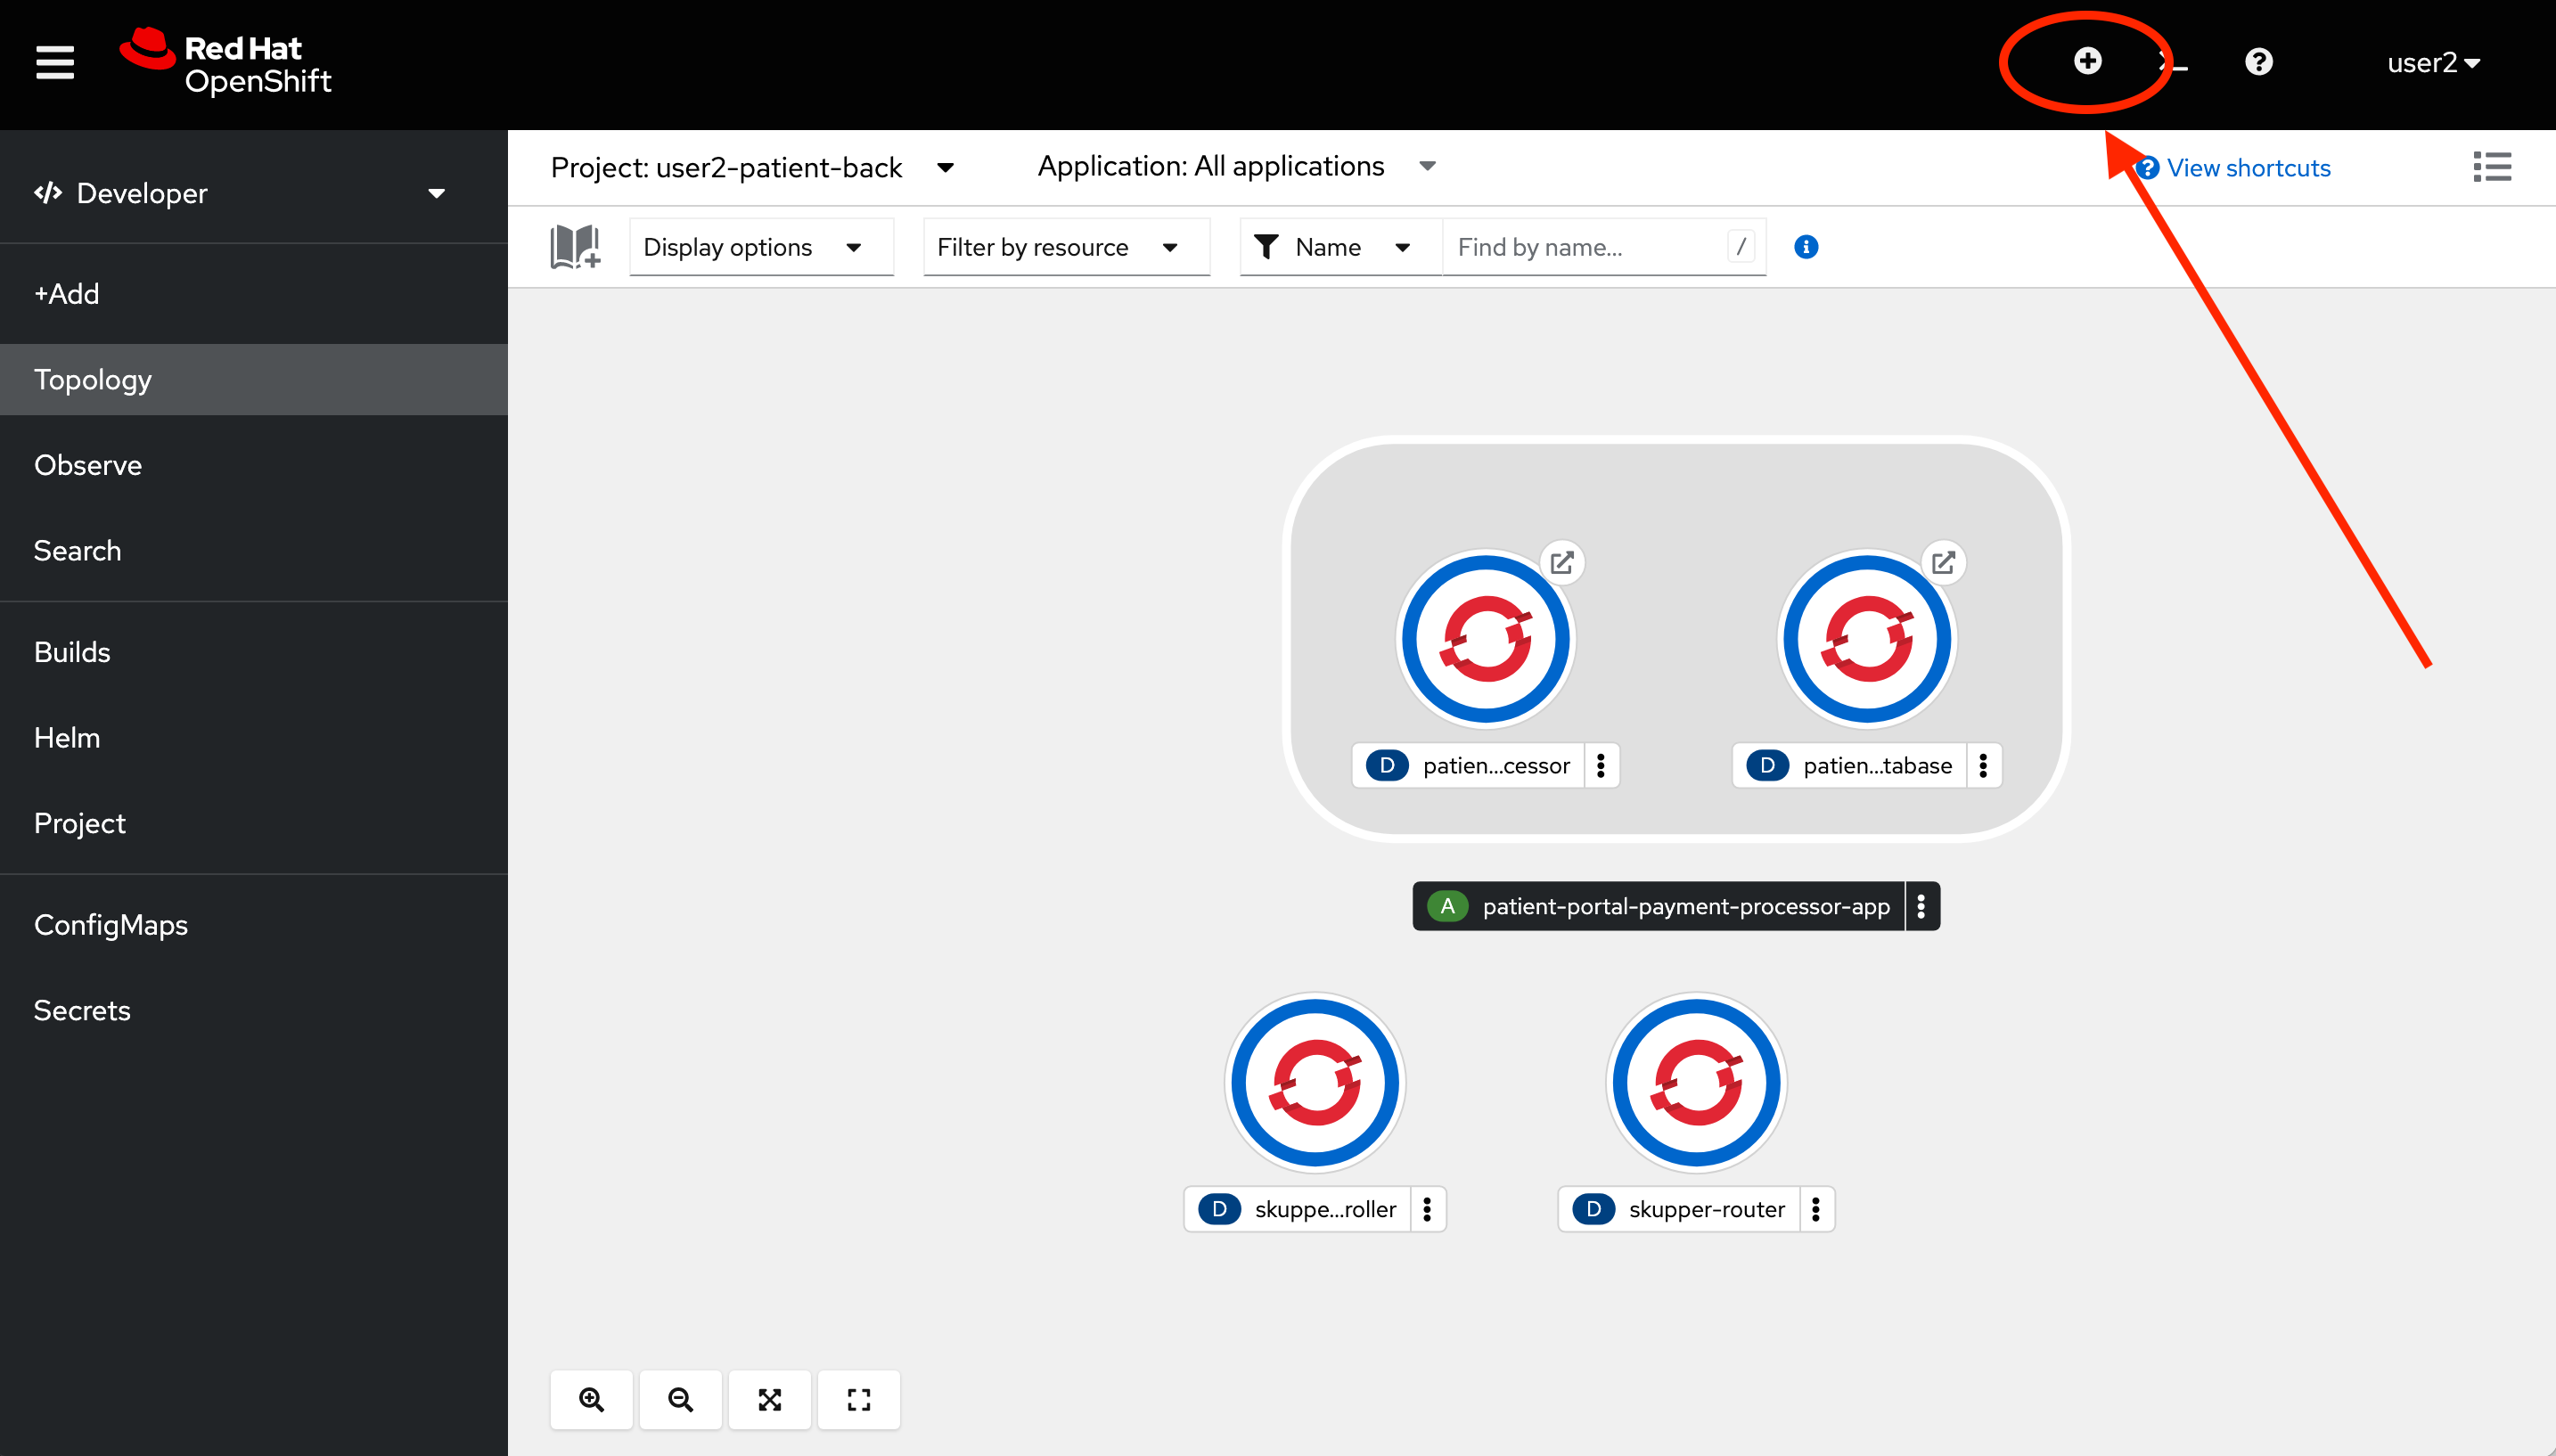 Red Hat
OpenShift
user2
Developer
+Add
Topology
Observe
Search
Builds
Helm
Project
ConfigMaps
Secrets
Project: user2-patient-back
Application: All applications
View shortcuts
Display options
Filter by resource
Name
Find by name...
/
D patien...cessor
D patien...tabase
A patient-portal-payment-processor-app
D skuppe...roller
D skupper-router